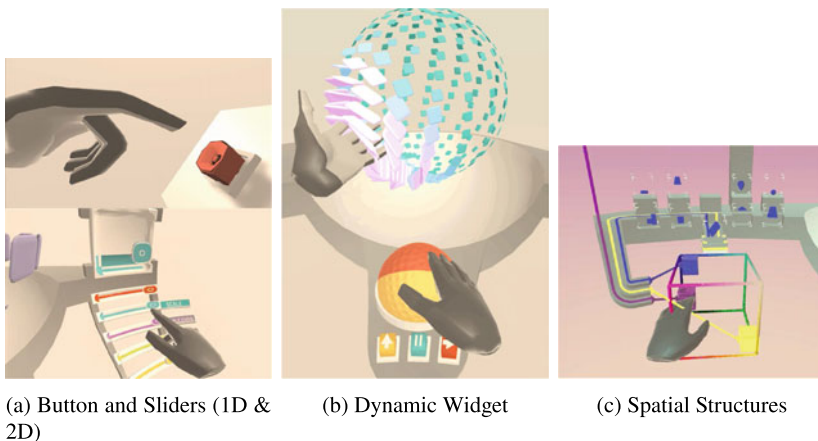 (a) Button and Sliders (1D &
2D)
(b) Dynamic Widget
(c) Spatial Structures